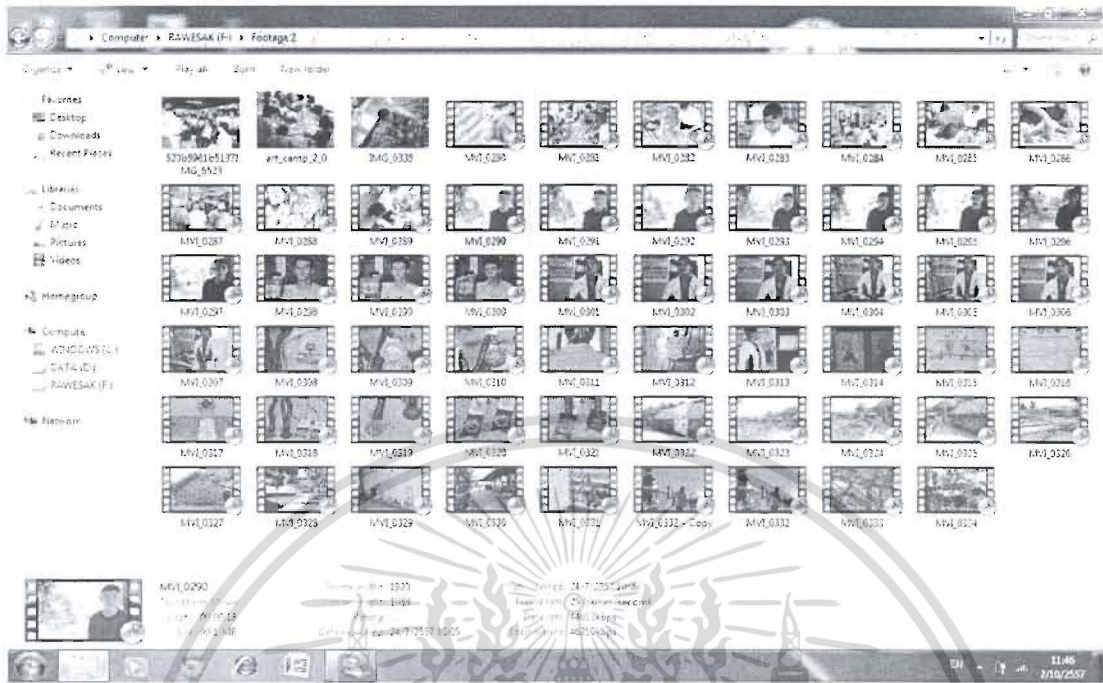 Computer ▸ RAWESAK (F:) ▸ Footage 2
Organize Play all Burn New folder
Favorites
Desktop
Downloads
Recent Places
Libraries
Documents
Music
Pictures
Videos
Homegroup
Computer
WINDOWS (C:)
DATA (D:)
RAWESAK (F:)
Network
art_camp_2_0 IMG_0335 MVI_0280 MVI_0281 MVI_0282 MVI_0283 MVI_0284 MVI_0285 MVI_0286
MVI_0287 MVI_0288 MVI_0289 MVI_0290 MVI_0291 MVI_0292 MVI_0293 MVI_0294 MVI_0295 MVI_0296
MVI_0297 MVI_0298 MVI_0299 MVI_0300 MVI_0301 MVI_0302 MVI_0303 MVI_0304 MVI_0305 MVI_0306
MVI_0307 MVI_0308 MVI_0309 MVI_0310 MVI_0311 MVI_0312 MVI_0313 MVI_0314 MVI_0315 MVI_0316
MVI_0317 MVI_0318 MVI_0319 MVI_0320 MVI_0321 MVI_0322 MVI_0323 MVI_0324 MVI_0325 MVI_0326
MVI_0327 MVI_0328 MVI_0329 MVI_0330 MVI_0331 MVI_0332 - Copy MVI_0332 MVI_0333 MVI_0334
MVI_0290
EN 11:46
2/10/2557